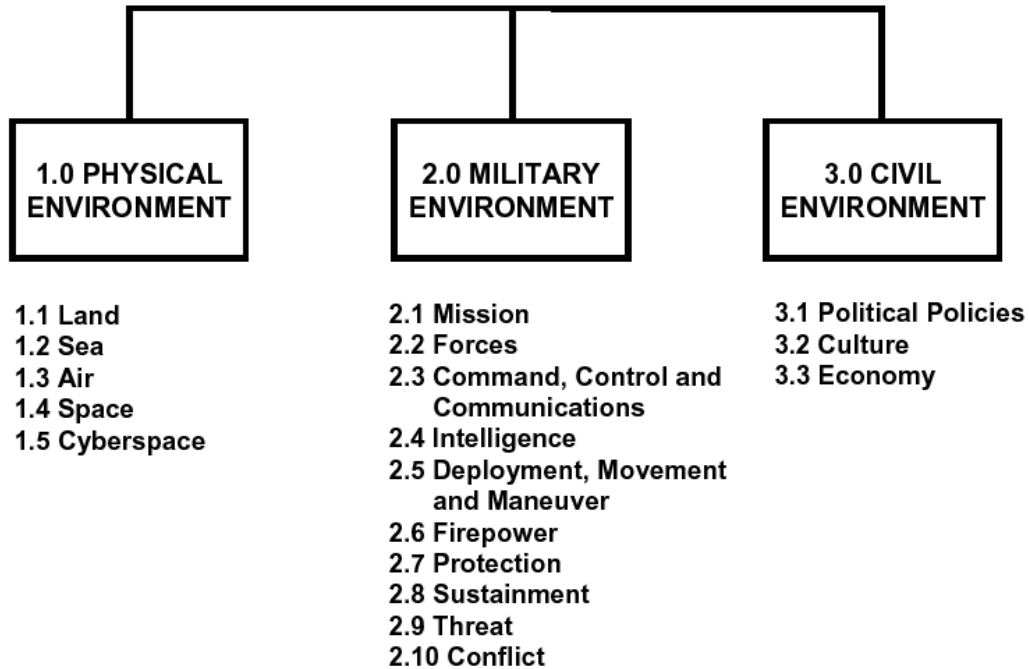 1.0 PHYSICAL
ENVIRONMENT
1.1 Land
1.2 Sea
1.3 Air
1.4 Space
1.5 Cyberspace
2.0 MILITARY
ENVIRONMENT
2.1 Mission
2.2 Forces
2.3 Command, Control and
Communications
2.4 Intelligence
2.5 Deployment, Movement
and Maneuver
2.6 Firepower
2.7 Protection
2.8 Sustainment
2.9 Threat
2.10 Conflict
3.0 CIVIL
ENVIRONMENT
3.1 Political Policies
3.2 Culture
3.3 Economy